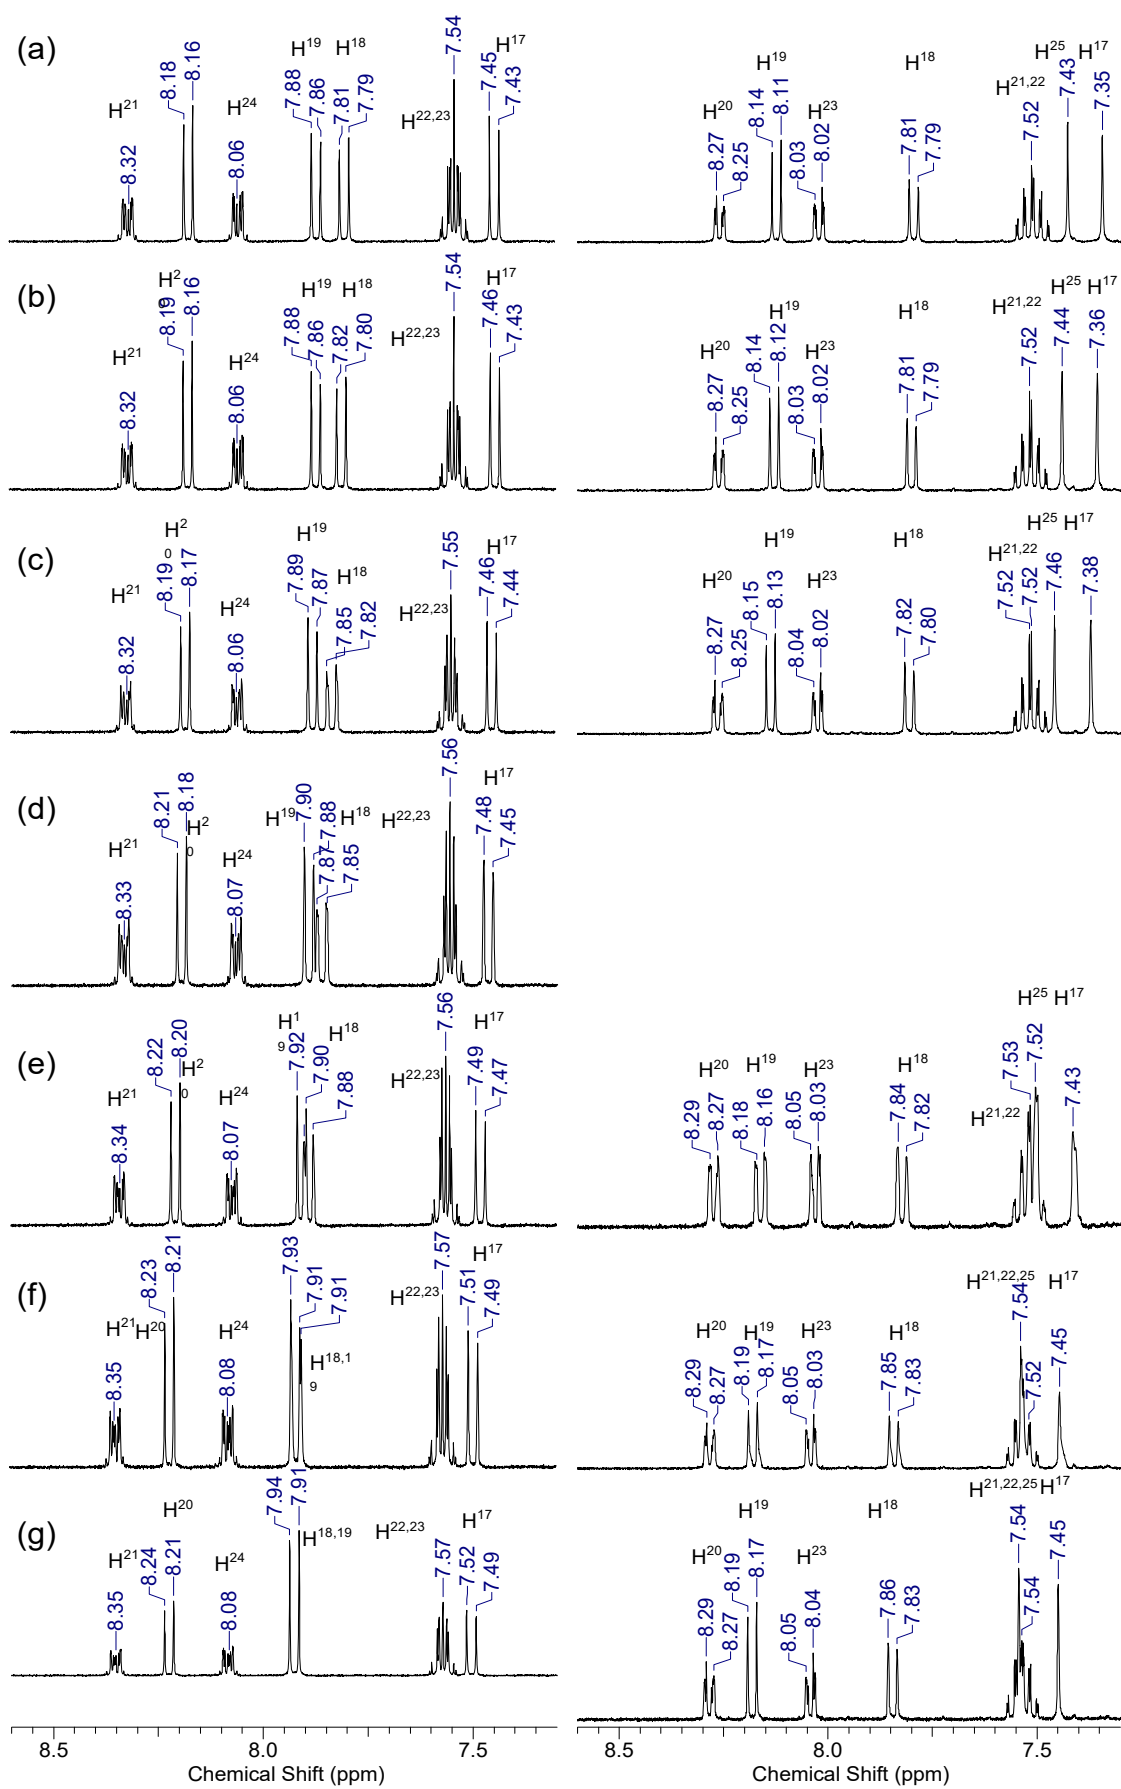 (a)
H21
8.32
8.18
8.16
H24
8.06
H19
7.88
7.86
H18
7.81
7.79
H22,23
7.54
H17
7.45
7.43
H20
8.27
8.25
H19
8.14
8.11
H23
8.03
8.02
H18
7.81
7.79
H21,22
7.52
H25
7.43
H17
7.35
(b)
H21
8.32
H20
8.19
8.16
H24
8.06
H19
7.88
7.86
H18
7.82
7.80
H22,23
7.54
H17
7.46
7.43
H20
8.27
8.25
H19
8.14
8.12
H23
8.03
8.02
H18
7.81
7.79
H21,22
7.52
H25
7.44
H17
7.36
(c)
H21
8.32
H20
8.19
8.17
H24
8.06
H19
7.89
7.87
H18
7.85
7.82
H22,23
7.55
H17
7.46
7.44
H20
8.27
8.25
H19
8.15
8.13
H23
8.04
8.02
H18
7.82
7.80
H21,22
7.52
7.52
H25
7.46
H17
7.38
(d)
H21
8.33
H20
8.21
8.18
H24
8.07
H19
7.90
7.88
H18
7.87
7.85
H22,23
7.56
H17
7.48
7.45
(e)
H21
8.34
H20
8.22
8.20
H24
8.07
H19
7.92
7.90
H18
7.88
H22,23
7.56
H17
7.49
7.47
H20
8.29
8.27
H19
8.18
8.16
H23
8.05
8.03
H18
7.84
7.82
H21,22
7.53
H25
7.52
H17
7.43
(f)
H21
8.35
H20
8.23
8.21
H24
8.08
7.93
7.91
7.91
H18,19
H22,23
7.57
H17
7.51
7.49
H20
8.29
8.27
H19
8.19
8.17
H23
8.05
8.03
H18
7.85
7.83
H21,22,25
7.54
7.52
H17
7.45
(g)
H21
8.35
H20
8.24
8.21
H24
8.08
7.94
7.91
H18,19
H22,23
7.57
H17
7.52
7.49
H20
8.29
8.27
H19
8.19
8.17
H23
8.05
8.04
H18
7.86
7.83
H21,22,25
7.54
7.54
H17
7.45
8.5
8.0
7.5
Chemical Shift (ppm)
8.5
8.0
7.5
Chemical Shift (ppm)